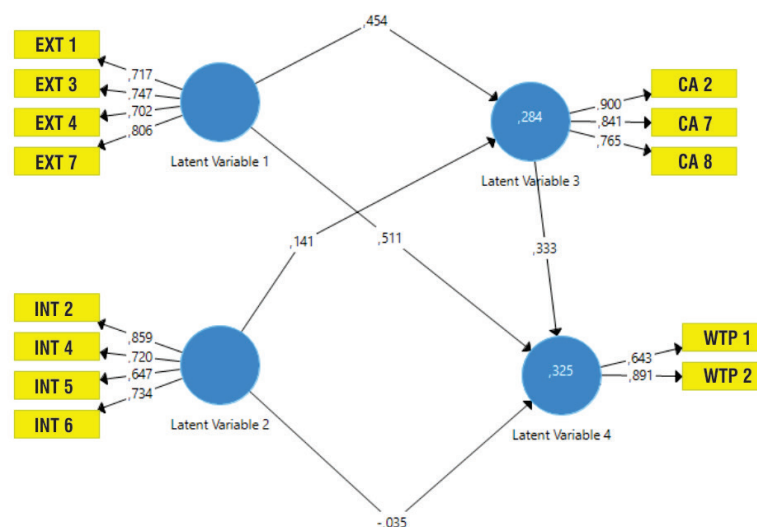 ,454
EXT 1
,717
EXT 3
,747
EXT 4
,702
,806
EXT 7
Latent Variable 1
,284
,900
CA 2
,841
CA 7
,765
CA 8
Latent Variable 3
,141
,511
,333
INT 2
,859
INT 4
,720
INT 5
,647
,734
INT 6
Latent Variable 2
,325
,643
WTP 1
,891
WTP 2
Latent Variable 4
-.035